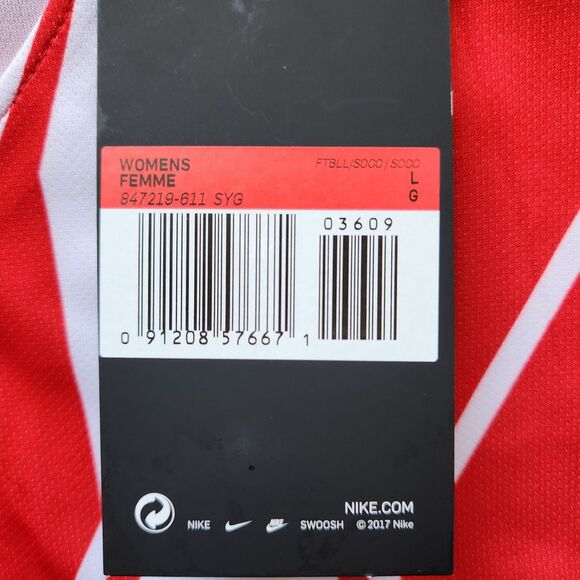 WOMENS
FTBLL/SOCC/SOCC
FEMME
L
847219-611 SYG
G
03609
0 91208 57667 1
NIKE.COM
NIKE SWOOSH © 2017 Nike